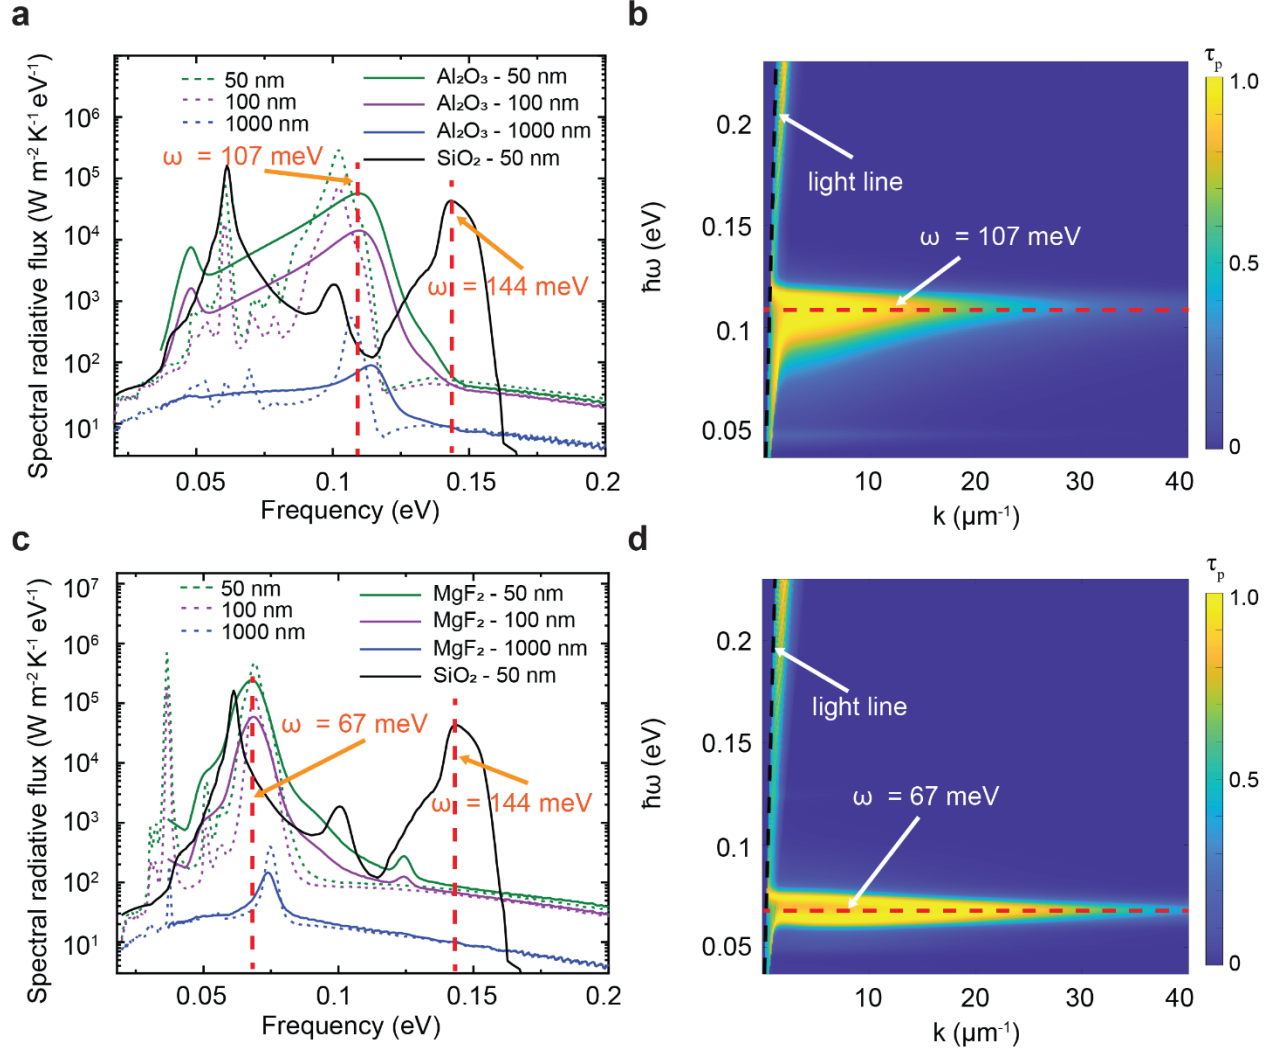 a
50 nm
100 nm
1000 nm
Al₂O₃ - 50 nm
Al₂O₃ - 100 nm
Al₂O₃ - 1000 nm
SiO₂ - 50 nm
ω = 107 meV
ω = 144 meV
10⁶
10⁵
10⁴
10³
10²
10¹
Spectral radiative flux (W m⁻² K⁻¹ eV⁻¹)
0.05
0.1
0.15
0.2
Frequency (eV)
b
τp
1.0
0.5
0
light line
ω = 107 meV
0.2
0.15
0.1
0.05
ħω (eV)
10
20
30
40
k (µm⁻¹)
c
50 nm
100 nm
1000 nm
MgF₂ - 50 nm
MgF₂ - 100 nm
MgF₂ - 1000 nm
SiO₂ - 50 nm
ω = 67 meV
ω = 144 meV
10⁷
10⁶
10⁵
10⁴
10³
10²
10¹
Spectral radiative flux (W m⁻² K⁻¹ eV⁻¹)
0.05
0.1
0.15
0.2
Frequency (eV)
d
τp
1.0
0.5
0
light line
ω = 67 meV
0.2
0.15
0.1
0.05
ħω (eV)
10
20
30
40
k (µm⁻¹)